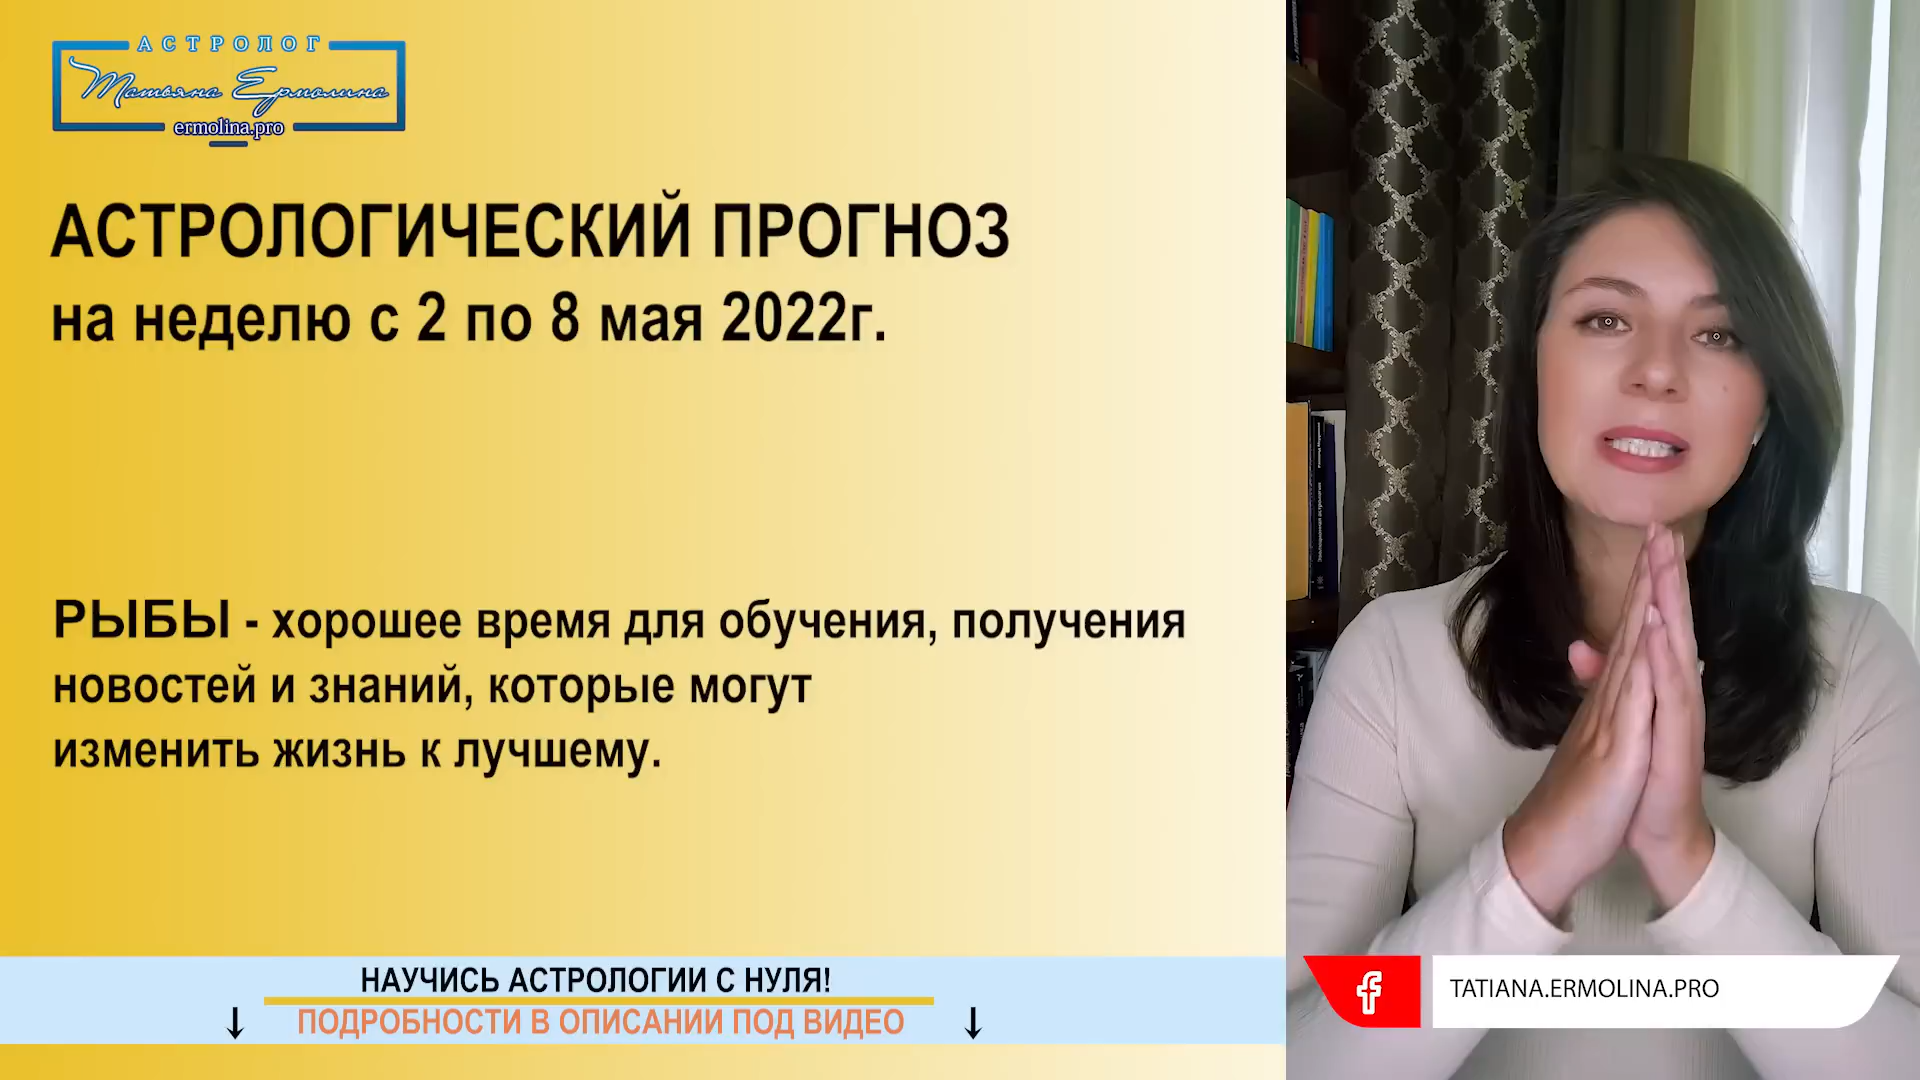 АСТРОЛОГ
Татьяна Ермолина
ermolina.pro
АСТРОЛОГИЧЕСКИЙ ПРОГНОЗ
на неделю с 2 по 8 мая 2022г.
РЫБЫ - хорошее время для обучения, получения
новостей и знаний, которые могут
изменить жизнь к лучшему.
НАУЧИСЬ АСТРОЛОГИИ С НУЛЯ!
↓ ПОДРОБНОСТИ В ОПИСАНИИ ПОД ВИДЕО ↓
f TATIANA.ERMOLINA.PRO